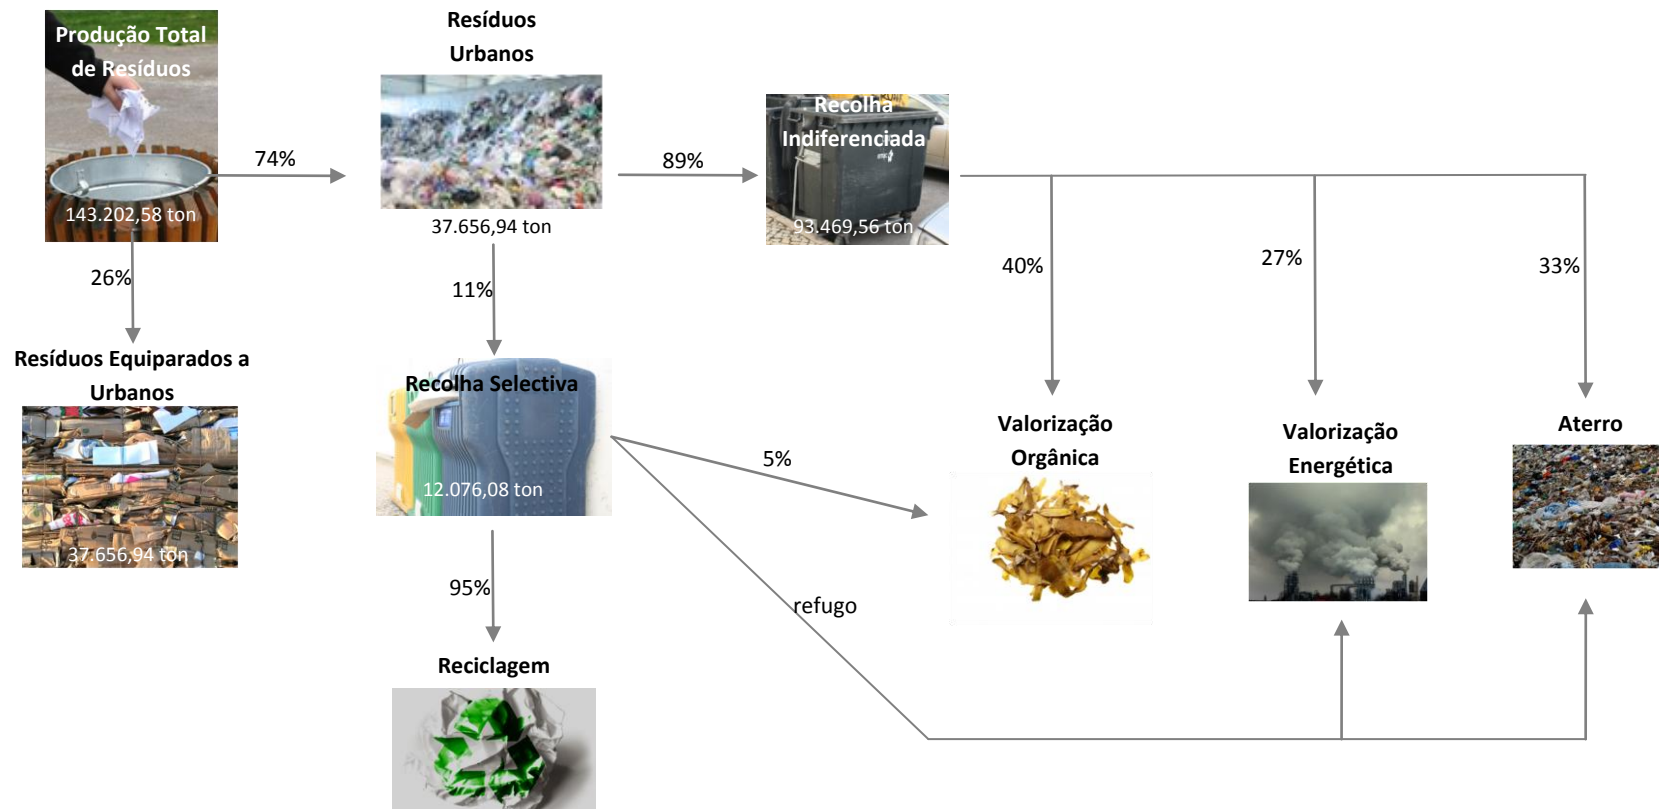 Produção Total
de Resíduos
143.202,58 ton
74%
26%
Resíduos Equiparados a
Urbanos
37.656,94 ton
Resíduos
Urbanos
37.656,94 ton
89%
11%
Recolha
Indiferenciada
93.469,56 ton
Recolha Selectiva
12.076,08 ton
95%
Reciclagem
5%
refugo
40%
27%
33%
Valorização
Orgânica
Valorização
Energética
Aterro